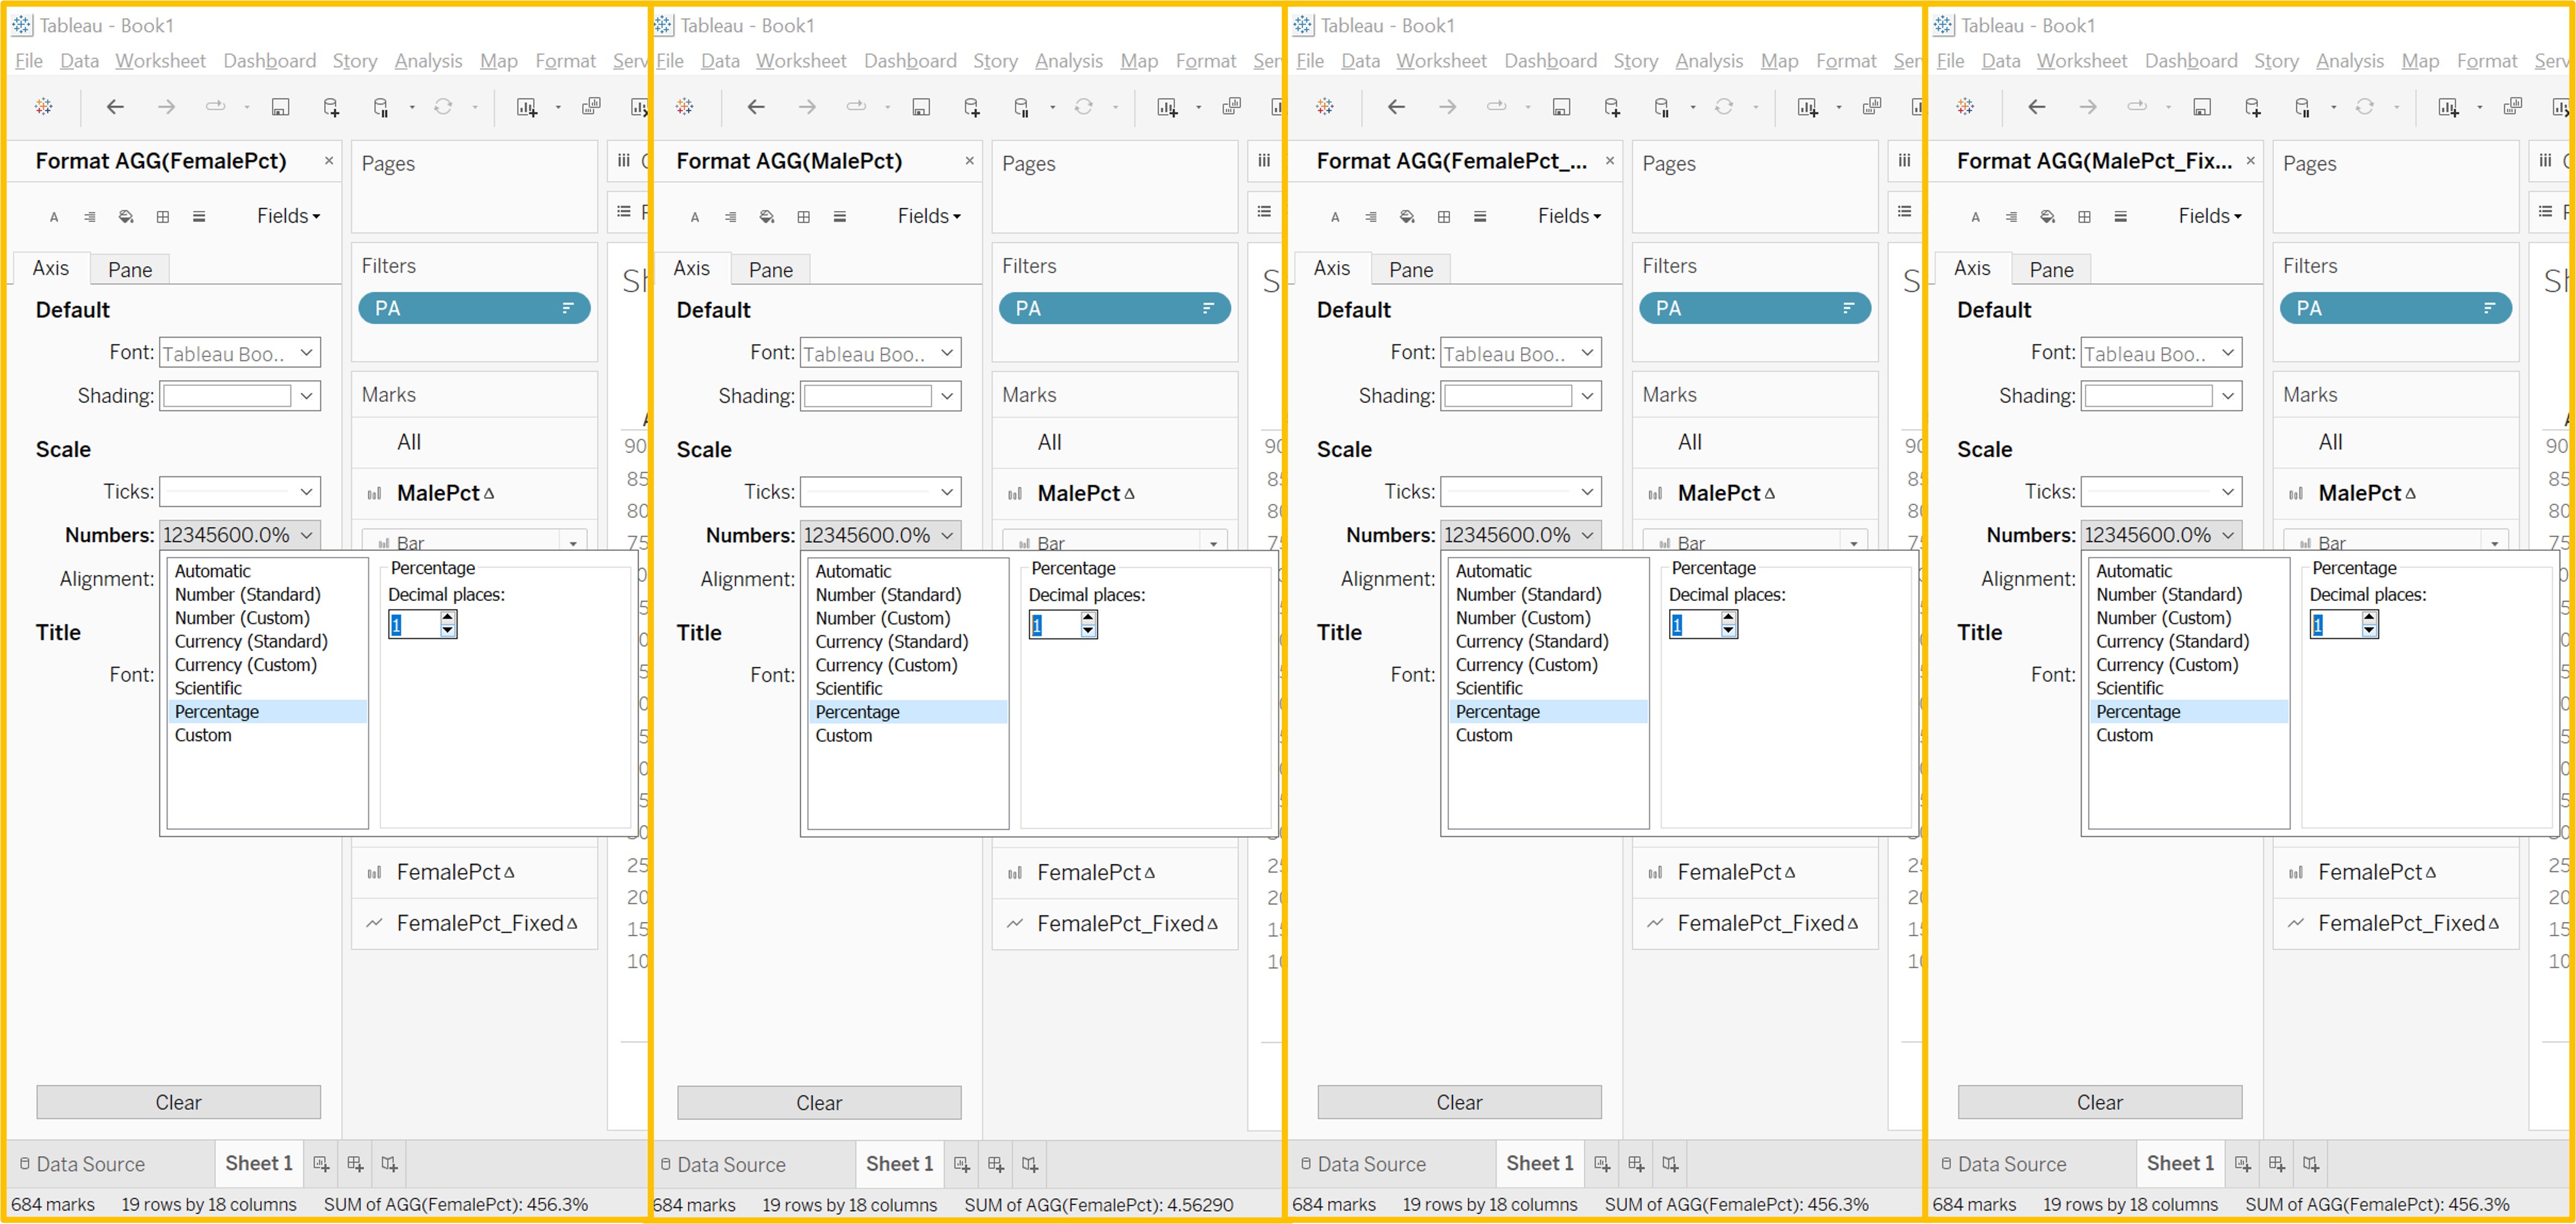 Tableau - Book1
File Data Worksheet Dashboard Story Analysis Map Format Serv
Format AGG(FemalePct) ×
Fields
Axis Pane
Default
Font: Tableau Boo..
Shading:
Scale
Ticks:
Numbers: 12345600.0%
Alignment:
Title
Font:
Automatic
Number (Standard)
Number (Custom)
Currency (Standard)
Currency (Custom)
Scientific
Percentage
Custom
Percentage
Decimal places:
1
Clear
Pages
iii
Filters
PA
Marks
All
MalePct Δ
Bar
FemalePct Δ
FemalePct_Fixed Δ
Sh
90
85
80
75
25
20
15
10
Data Source Sheet 1
684 marks 19 rows by 18 columns SUM of AGG(FemalePct): 456.3%
Tableau - Book1
File Data Worksheet Dashboard Story Analysis Map Format Ser
Format AGG(MalePct) ×
Fields
Axis Pane
Default
Font: Tableau Boo..
Shading:
Scale
Ticks:
Numbers: 12345600.0%
Alignment:
Title
Font:
Automatic
Number (Standard)
Number (Custom)
Currency (Standard)
Currency (Custom)
Scientific
Percentage
Custom
Percentage
Decimal places:
1
Clear
Pages
iii
Filters
PA
Marks
All
MalePct Δ
Bar
FemalePct Δ
FemalePct_Fixed Δ
S
Data Source Sheet 1
684 marks 19 rows by 18 columns SUM of AGG(FemalePct): 4.56290
Tableau - Book1
File Data Worksheet Dashboard Story Analysis Map Format Ser
Format AGG(FemalePct_... ×
Fields
Axis Pane
Default
Font: Tableau Boo..
Shading:
Scale
Ticks:
Numbers: 12345600.0%
Alignment:
Title
Font:
Automatic
Number (Standard)
Number (Custom)
Currency (Standard)
Currency (Custom)
Scientific
Percentage
Custom
Percentage
Decimal places:
1
Clear
Pages
iii
Filters
PA
Marks
All
MalePct Δ
Bar
FemalePct Δ
FemalePct_Fixed Δ
S
Data Source Sheet 1
684 marks 19 rows by 18 columns SUM of AGG(FemalePct): 456.3%
Tableau - Book1
File Data Worksheet Dashboard Story Analysis Map Format Serv
Format AGG(MalePct_Fix... ×
Fields
Axis Pane
Default
Font: Tableau Boo..
Shading:
Scale
Ticks:
Numbers: 12345600.0%
Alignment:
Title
Font:
Automatic
Number (Standard)
Number (Custom)
Currency (Standard)
Currency (Custom)
Scientific
Percentage
Custom
Percentage
Decimal places:
1
Clear
Pages
iii
Filters
PA
Marks
All
MalePct Δ
Bar
FemalePct Δ
FemalePct_Fixed Δ
Sh
90
85
80
75
25
20
15
10
Data Source Sheet 1
684 marks 19 rows by 18 columns SUM of AGG(FemalePct): 456.3%